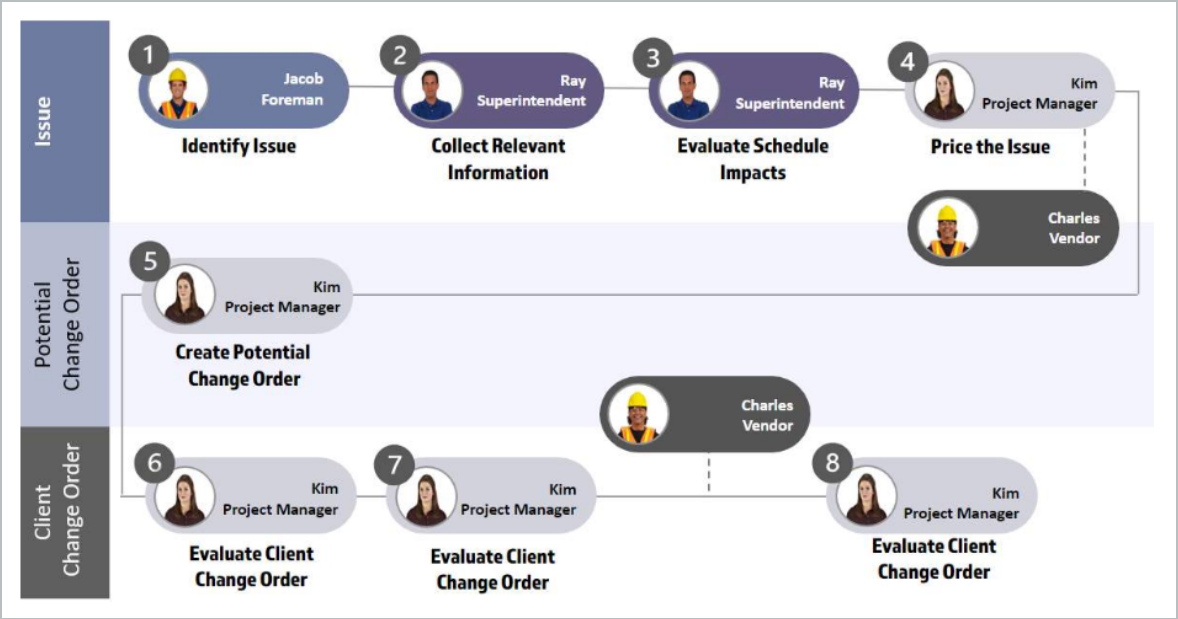 Issue
1
Jacob
Foreman
Identify Issue
2
Ray
Superintendent
Collect Relevant
Information
3
Ray
Superintendent
Evaluate Schedule
Impacts
4
Kim
Project Manager
Price the Issue
Charles
Vendor
Potential
Change Order
5
Kim
Project Manager
Create Potential
Change Order
Charles
Vendor
Client
Change Order
6
Kim
Project Manager
Evaluate Client
Change Order
7
Kim
Project Manager
Evaluate Client
Change Order
8
Kim
Project Manager
Evaluate Client
Change Order